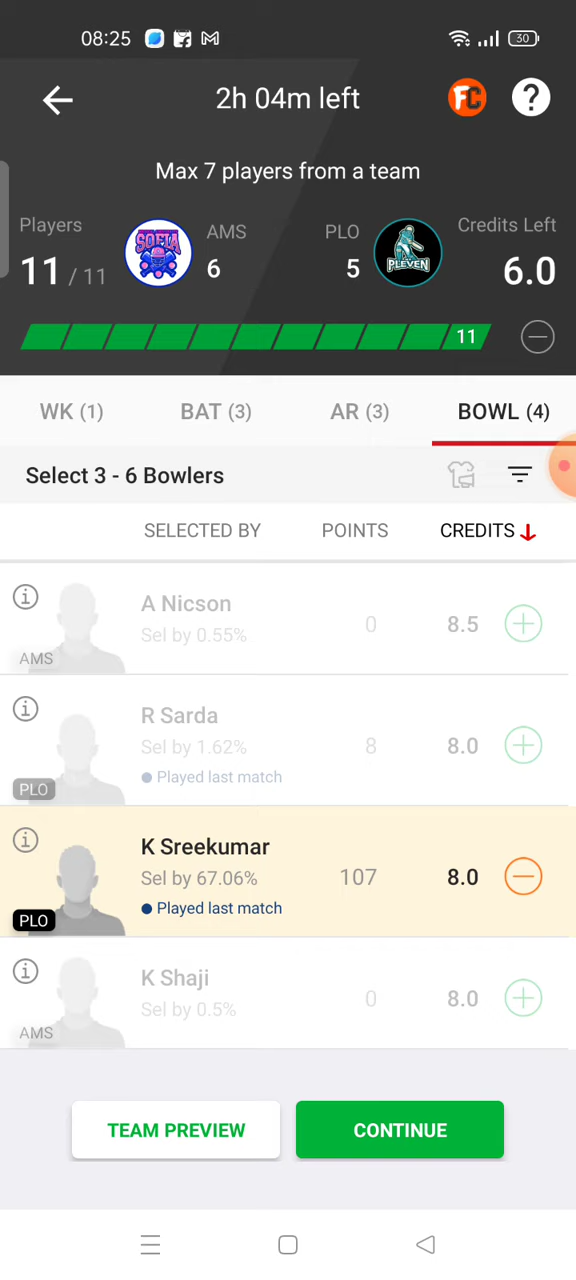 08:25
30
2h 04m left
FC
?
Max 7 players from a team
Players
AMS
PLO
Credits Left
11 / 11
SOFIA
6
5
PLEVEN
6.0
11
WK (1)
BAT (3)
AR (3)
BOWL (4)
Select 3 - 6 Bowlers
SELECTED BY
POINTS
CREDITS
A Nicson
Sel by 0.55%
0
8.5
AMS
R Sarda
Sel by 1.62%
8
8.0
Played last match
PLO
K Sreekumar
Sel by 67.06%
107
8.0
Played last match
PLO
K Shaji
Sel by 0.5%
0
8.0
AMS
TEAM PREVIEW
CONTINUE